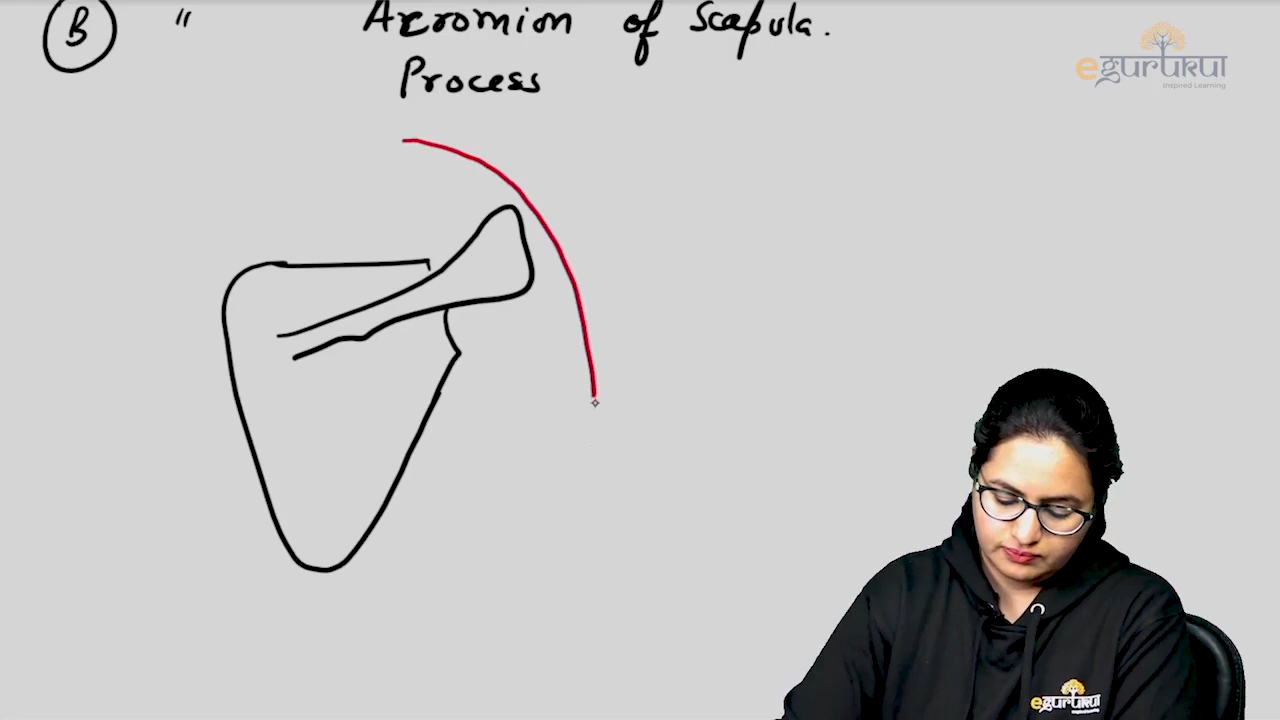 B " Acromion of Scapula.
Process
egurukul
Inspired Learning
egurukul